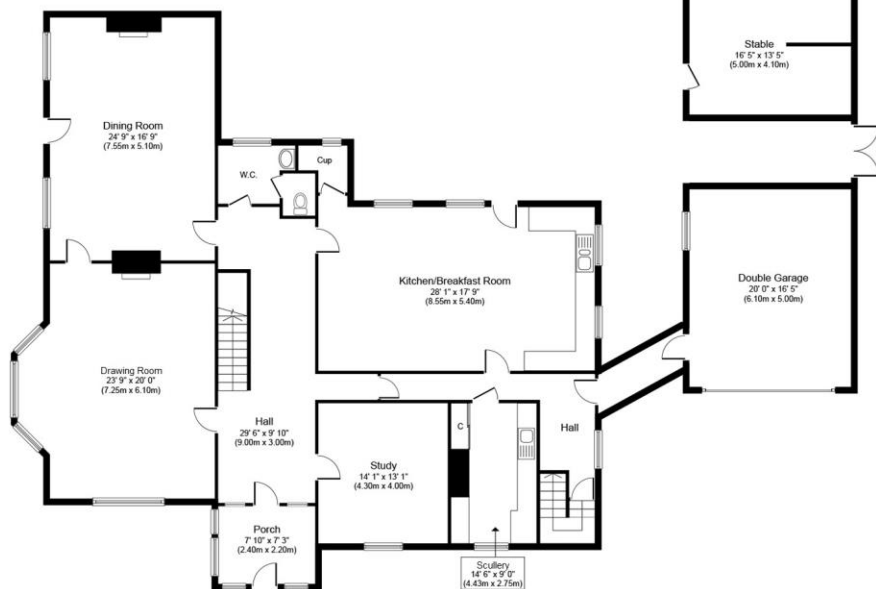 Stable
16' 5" x 13' 5"
(5.00m x 4.10m)
Dining Room
24' 9" x 16' 9"
(7.55m x 5.10m)
W.C.
Cup
Kitchen/Breakfast Room
28' 1" x 17' 9"
(8.55m x 5.40m)
Double Garage
20' 0" x 16' 5"
(6.10m x 5.00m)
Drawing Room
23' 9" x 20' 0"
(7.25m x 6.10m)
Hall
29' 6" x 9' 10"
(9.00m x 3.00m)
C
Hall
Study
14' 1" x 13' 1"
(4.30m x 4.00m)
Porch
7' 10" x 7' 3"
(2.40m x 2.20m)
Scullery
14' 6" x 9' 0"
(4.43m x 2.75m)